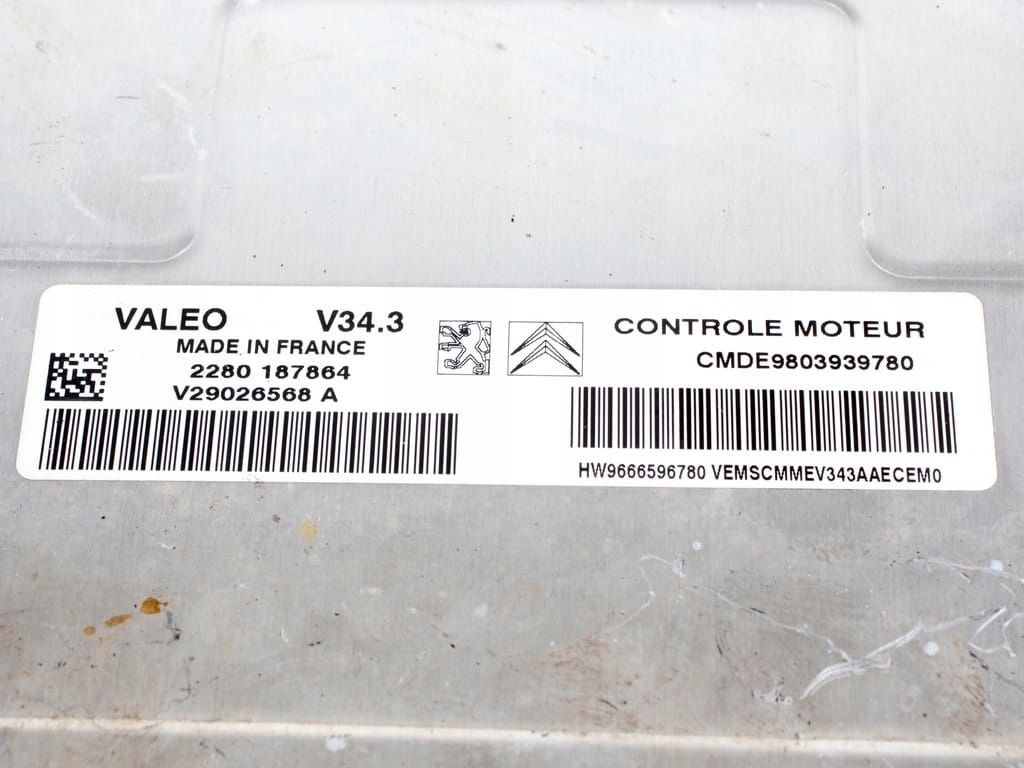 VALEO V34.3
MADE IN FRANCE
2280 187864
V29026568 A
CONTROLE MOTEUR
CMDE9803939780
HW9666596780 VEMSCMMEV343AAECEM0